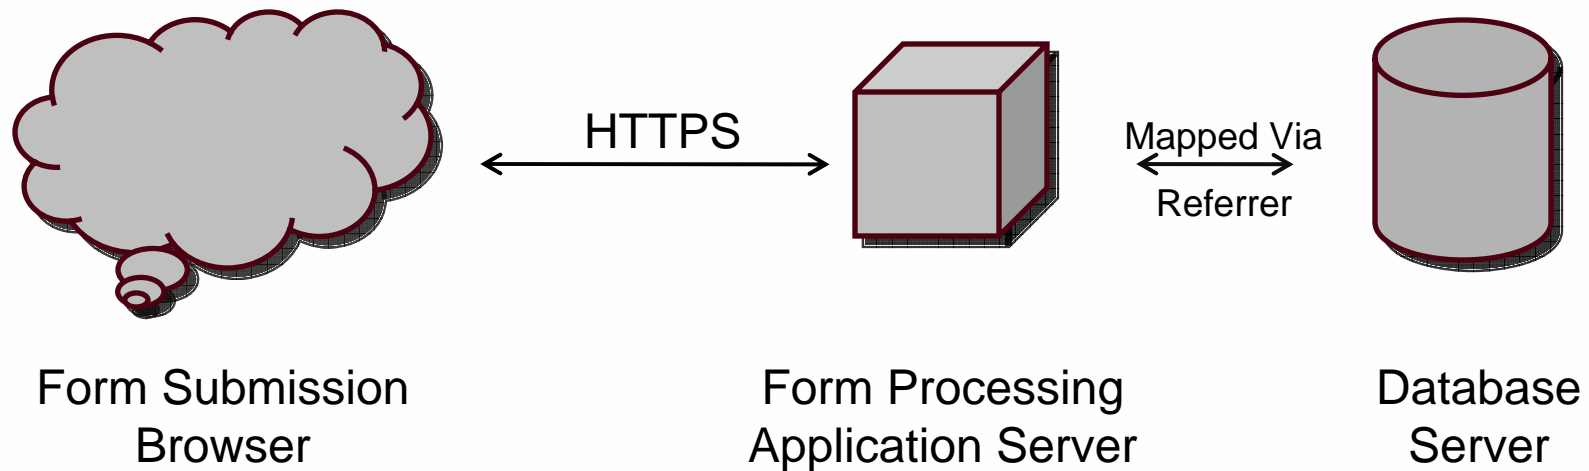 HTTPS
Mapped Via
Referrer
Form Submission
Browser
Form Processing
Application Server
Database
Server